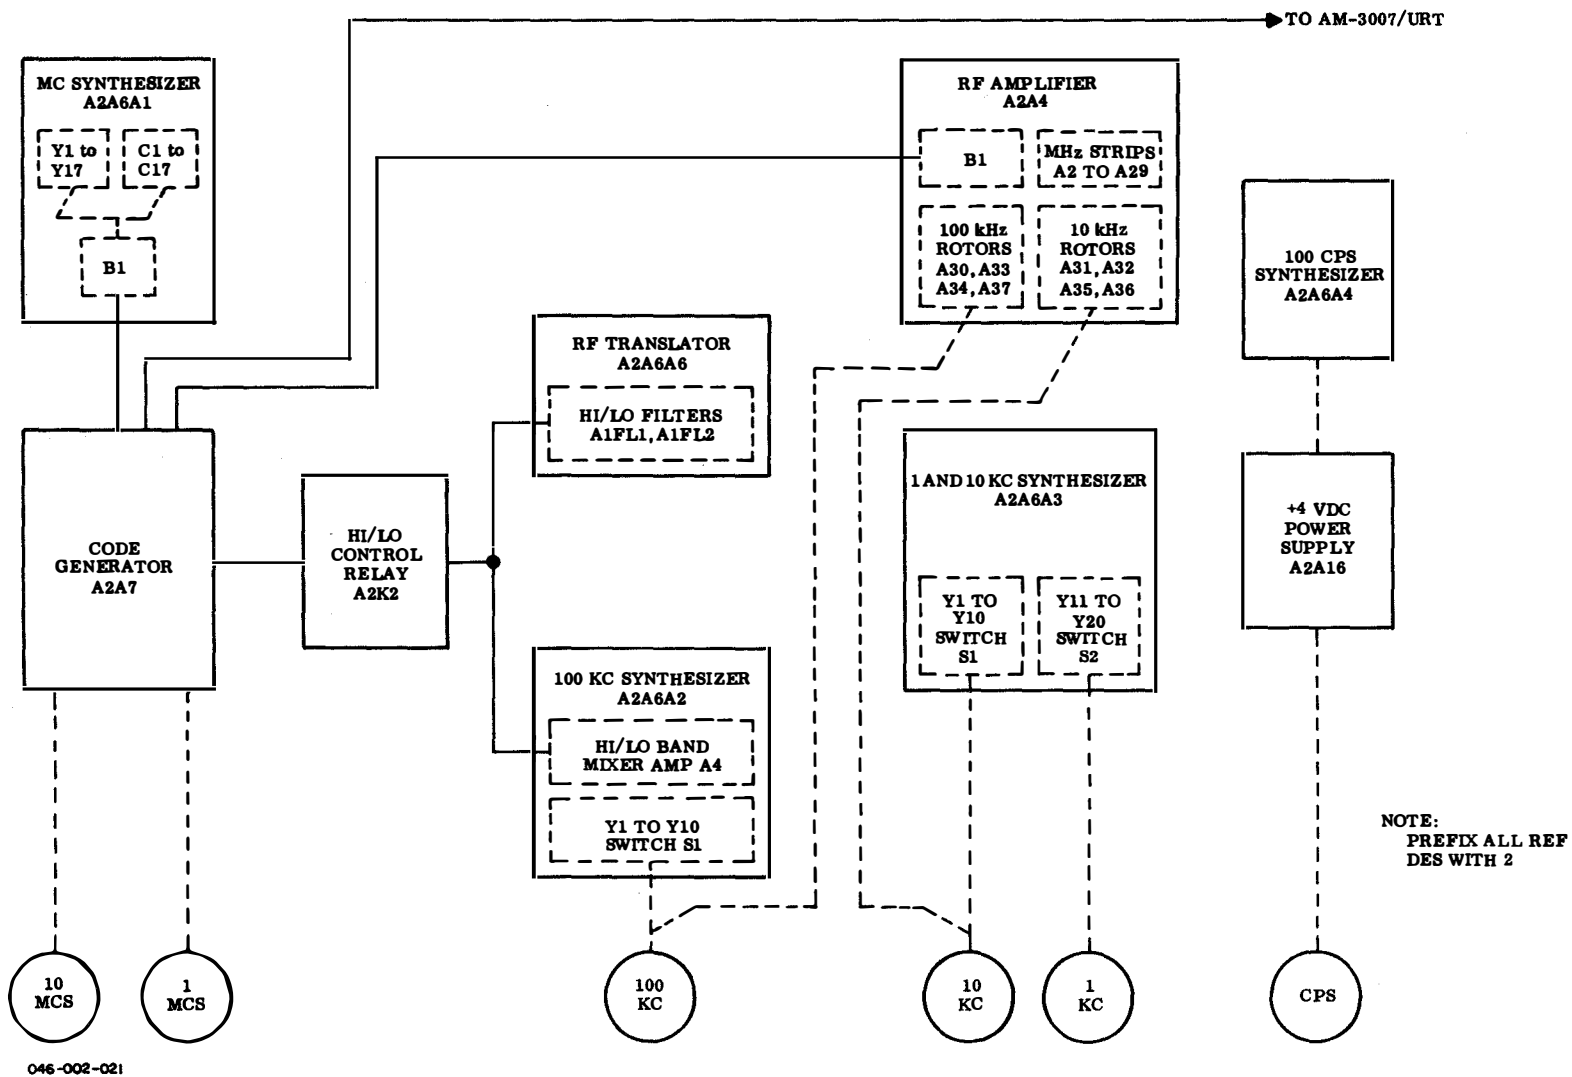 TO AM-3007/URT
MC SYNTHESIZER
A2A6A1
Y1 to
Y17
C1 to
C17
B1
RF AMPLIFIER
A2A4
B1
MHz STRIPS
A2 TO A29
100 kHz
ROTORS
A30, A33
A34, A37
10 kHz
ROTORS
A31, A32
A35, A36
100 CPS
SYNTHESIZER
A2A6A4
RF TRANSLATOR
A2A6A6
HI/LO FILTERS
A1FL1, A1FL2
1 AND 10 KC SYNTHESIZER
A2A6A3
Y1 TO
Y10
SWITCH
S1
Y11 TO
Y20
SWITCH
S2
+4 VDC
POWER
SUPPLY
A2A16
CODE
GENERATOR
A2A7
HI/LO
CONTROL
RELAY
A2K2
100 KC SYNTHESIZER
A2A6A2
HI/LO BAND
MIXER AMP A4
Y1 TO Y10
SWITCH S1
NOTE:
PREFIX ALL REF
DES WITH 2
10
MCS
1
MCS
100
KC
10
KC
1
KC
CPS
046-002-021